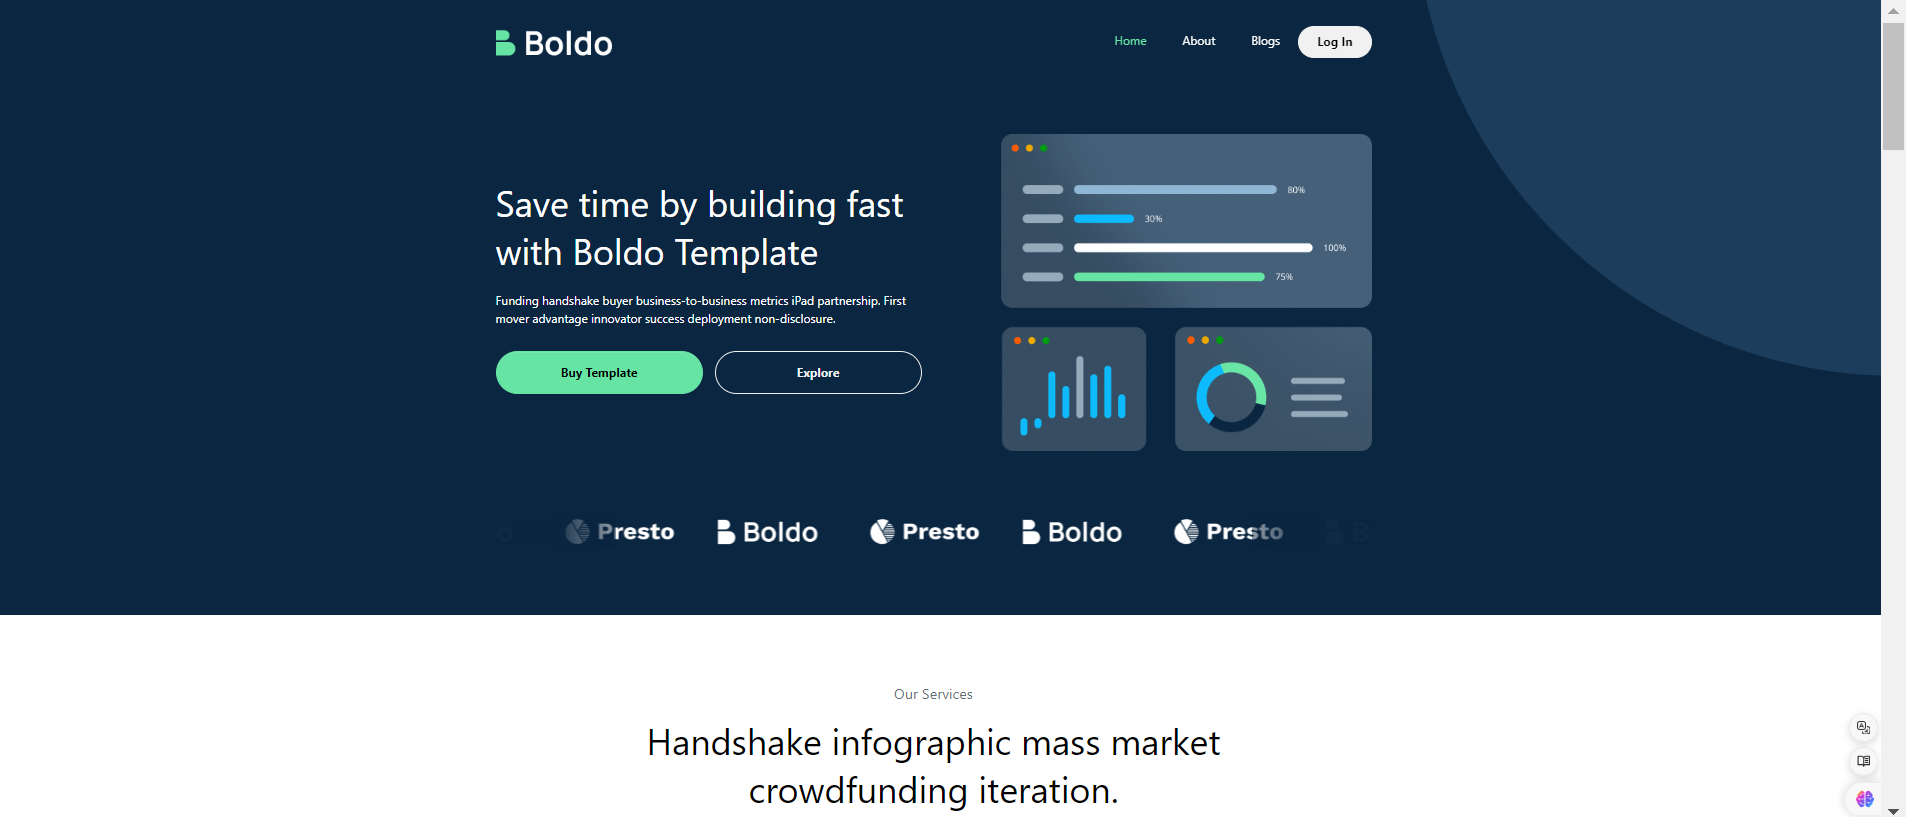 Boldo
Home About Blogs Log In
80%
30%
100%
75%
Save time by building fast
with Boldo Template
Funding handshake buyer business-to-business metrics iPad partnership. First
mover advantage innovator success deployment non-disclosure.
Buy Template Explore
Presto Boldo Presto Boldo Presto
Our Services
Handshake infographic mass market
crowdfunding iteration.